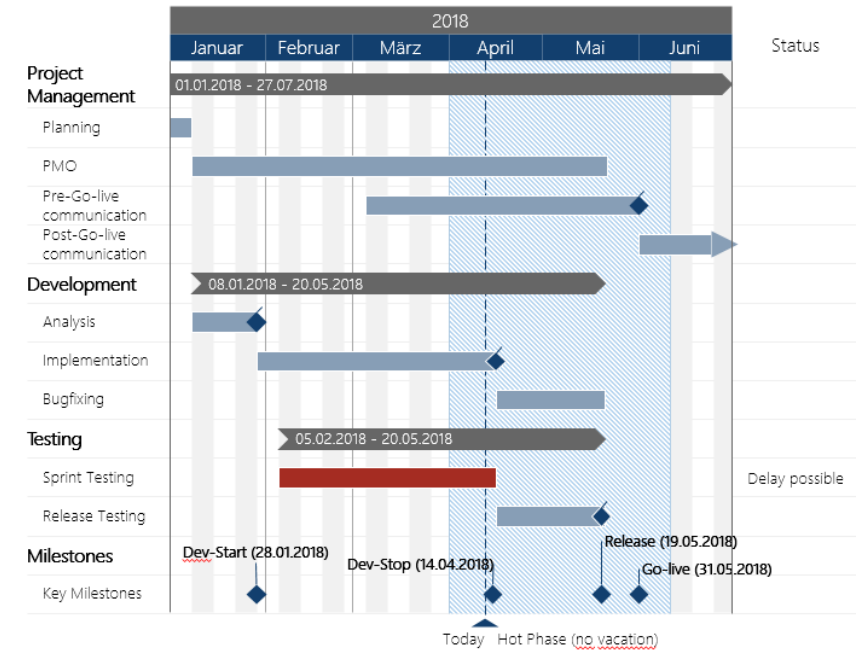 2018
Januar Februar März April Mai Juni
Status
Project
Management
01.01.2018 - 27.07.2018
Planning
PMO
Pre-Go-live
communication
Post-Go-live
communication
Development
08.01.2018 - 20.05.2018
Analysis
Implementation
Bugfixing
Testing
05.02.2018 - 20.05.2018
Sprint Testing
Delay possible
Release Testing
Milestones
Dev-Start (28.01.2018)
Dev-Stop (14.04.2018)
Release (19.05.2018)
Go-live (31.05.2018)
Key Milestones
Today
Hot Phase (no vacation)